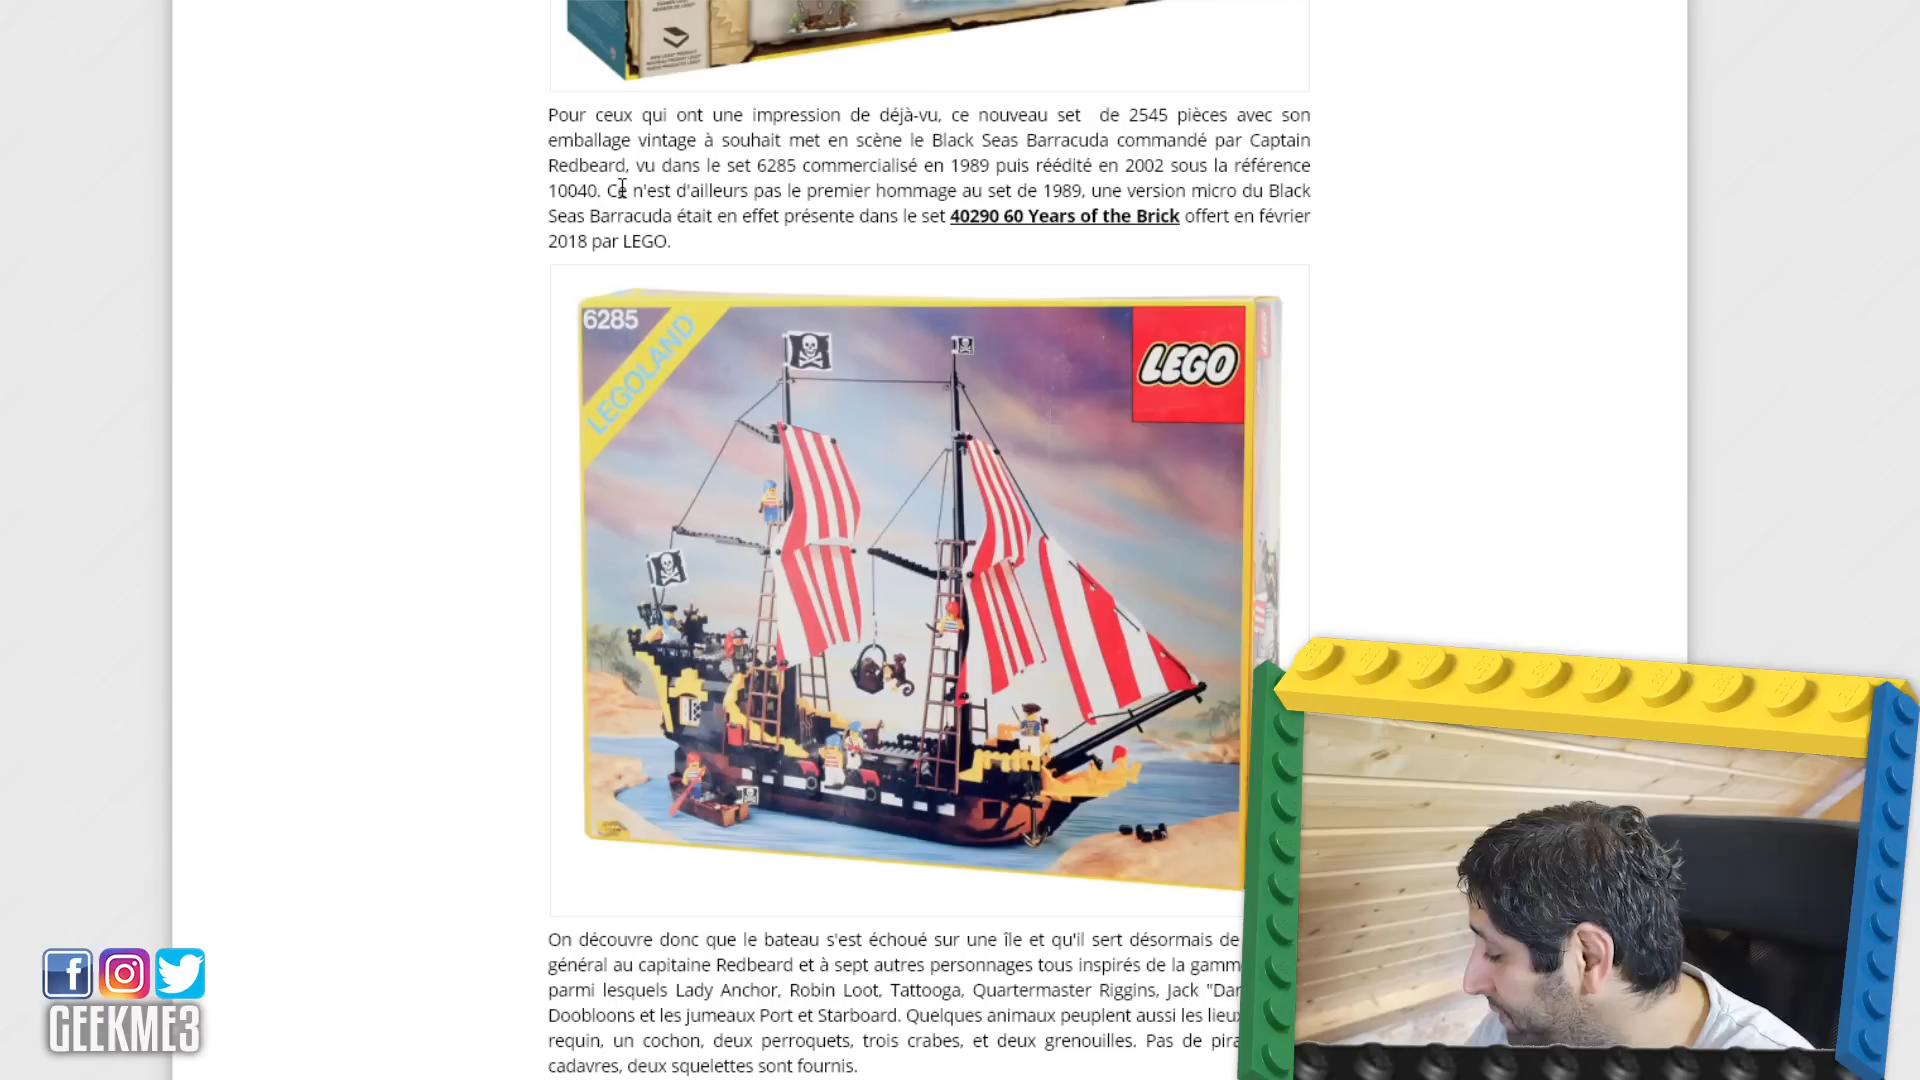 Pour ceux qui ont une impression de déjà-vu, ce nouveau set de 2545 pièces avec son
emballage vintage à souhait met en scène le Black Seas Barracuda commandé par Captain
Redbeard, vu dans le set 6285 commercialisé en 1989 puis réédité en 2002 sous la référence
10040. Ce n'est d'ailleurs pas le premier hommage au set de 1989, une version micro du Black
Seas Barracuda était en effet présente dans le set 40290 60 Years of the Brick offert en février
2018 par LEGO.
6285
LEGOLAND
LEGO
LEGO
On découvre donc que le bateau s'est échoué sur une île et qu'il sert désormais de
général au capitaine Redbeard et à sept autres personnages tous inspirés de la gamm
parmi lesquels Lady Anchor, Robin Loot, Tattooga, Quartermaster Riggins, Jack "Dar
Doobloons et les jumeaux Port et Starboard. Quelques animaux peuplent aussi les lieux
requin, un cochon, deux perroquets, trois crabes, et deux grenouilles. Pas de pira
cadavres, deux squelettes sont fournis.
GEEKME3